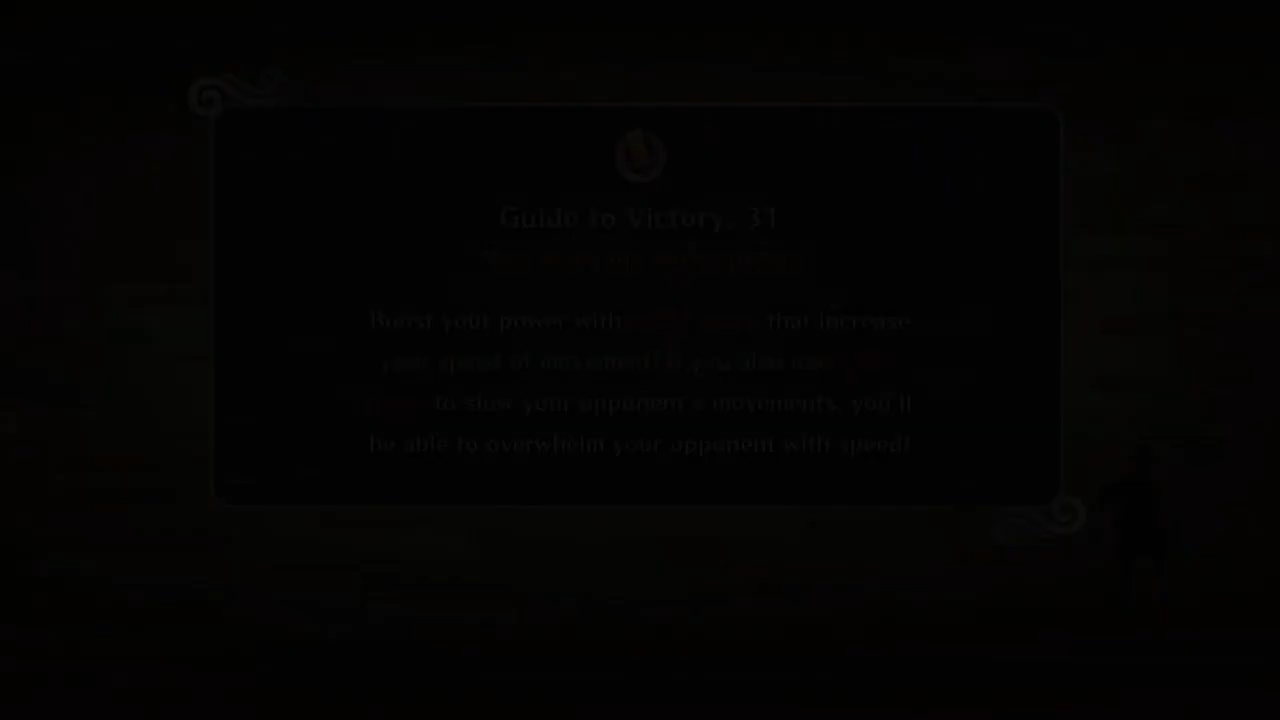 Guide to Victory, 31
Boost your power with that increase
your speed of movement! If you also use
to slow your opponent's movements, you'll
be able to overwhelm your opponent with speed!